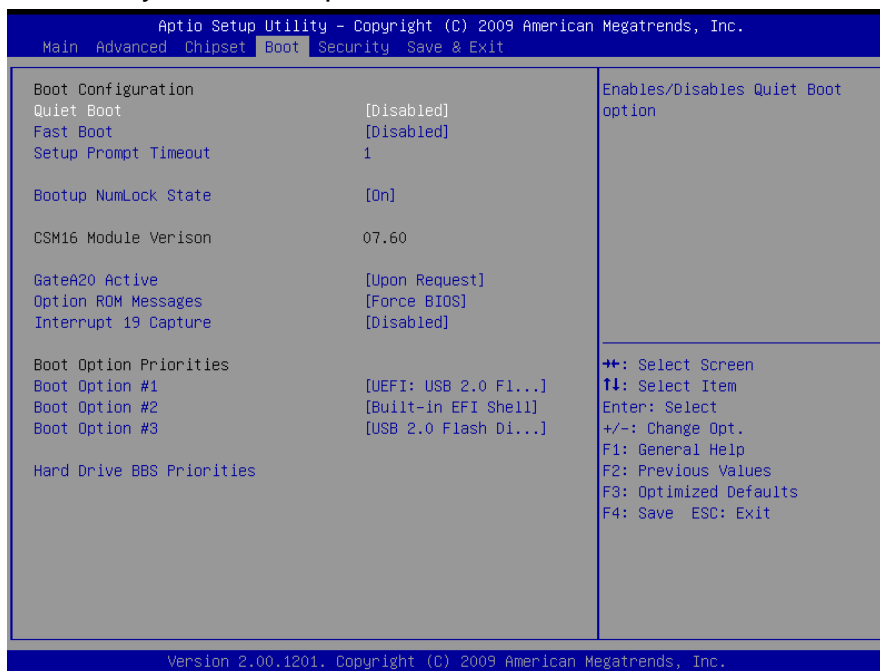 Aptio Setup Utility – Copyright (C) 2009 American Megatrends, Inc.
Main Advanced Chipset Boot Security Save & Exit
Boot Configuration
Quiet Boot [Disabled]
Fast Boot [Disabled]
Setup Prompt Timeout 1
Bootup NumLock State [On]
CSM16 Module Verison 07.60
GateA20 Active [Upon Request]
Option ROM Messages [Force BIOS]
Interrupt 19 Capture [Disabled]
Boot Option Priorities
Boot Option #1 [UEFI: USB 2.0 Fl...]
Boot Option #2 [Built-in EFI Shell]
Boot Option #3 [USB 2.0 Flash Di...]
Hard Drive BBS Priorities
Enables/Disables Quiet Boot
option
→←: Select Screen
↑↓: Select Item
Enter: Select
+/-: Change Opt.
F1: General Help
F2: Previous Values
F3: Optimized Defaults
F4: Save ESC: Exit
Version 2.00.1201. Copyright (C) 2009 American Megatrends, Inc.